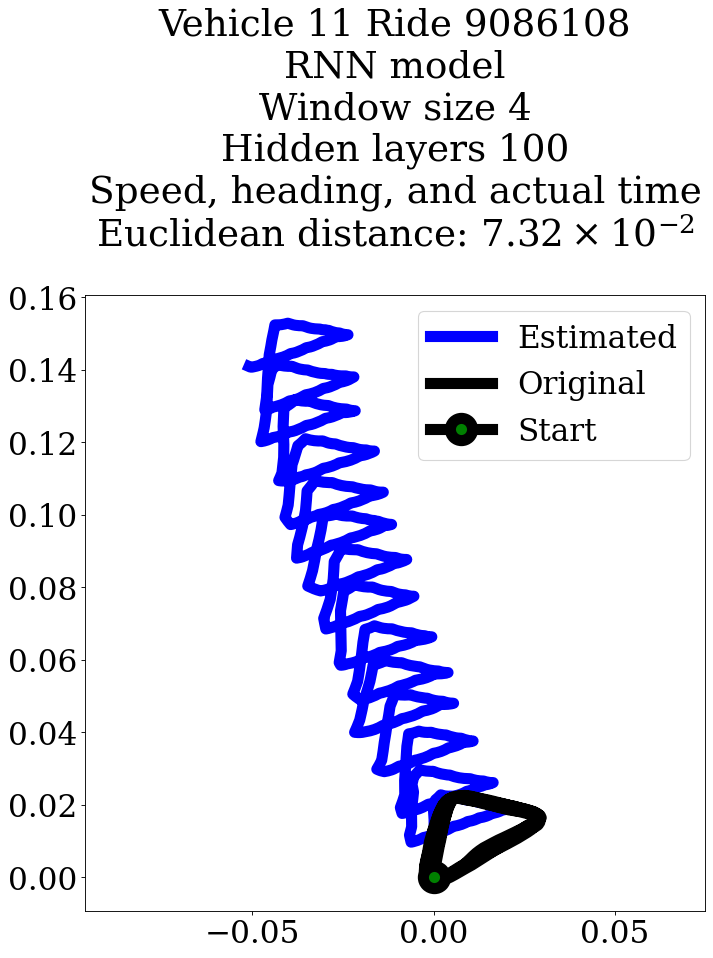 Vehicle 11 Ride 9086108
RNN model
Window size 4
Hidden layers 100
Speed, heading, and actual time
Euclidean distance: 7.32 × 10⁻²
0.16
0.14
0.12
0.10
0.08
0.06
0.04
0.02
0.00
Estimated
Original
Start
−0.05 0.00 0.05